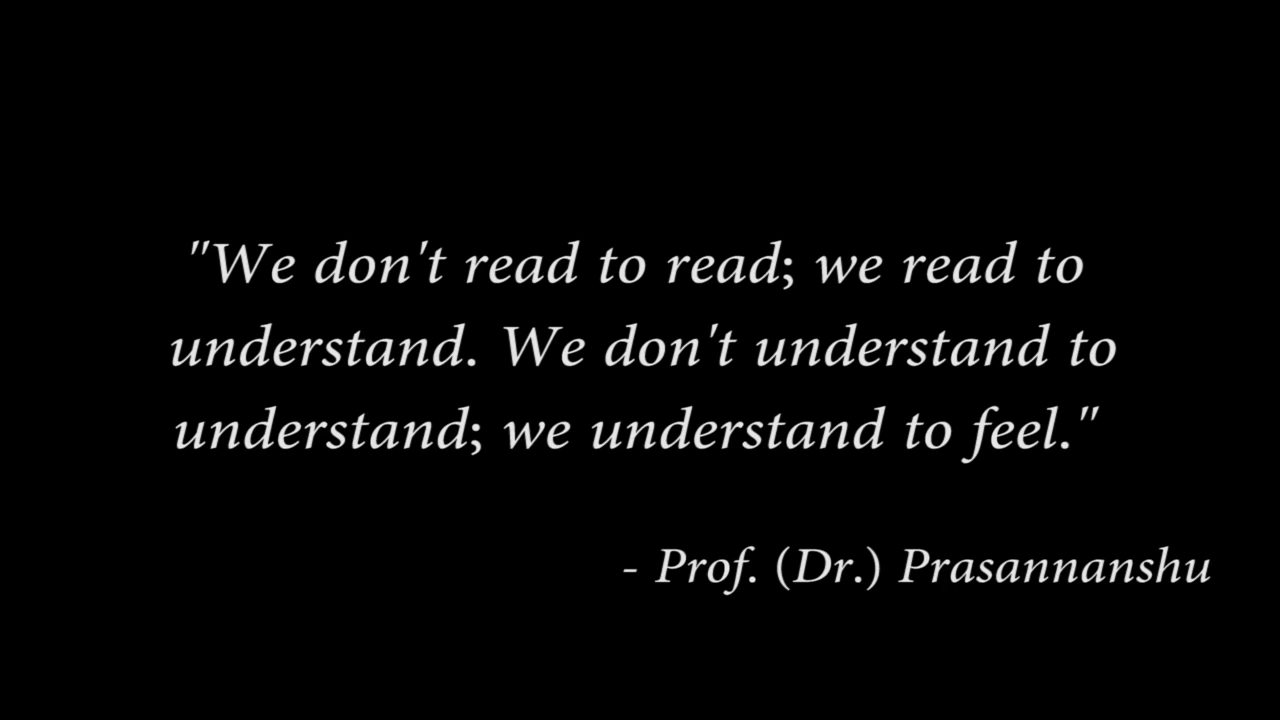 "We don't read to read; we read to
understand. We don't understand to
understand; we understand to feel."
- Prof. (Dr.) Prasannanshu